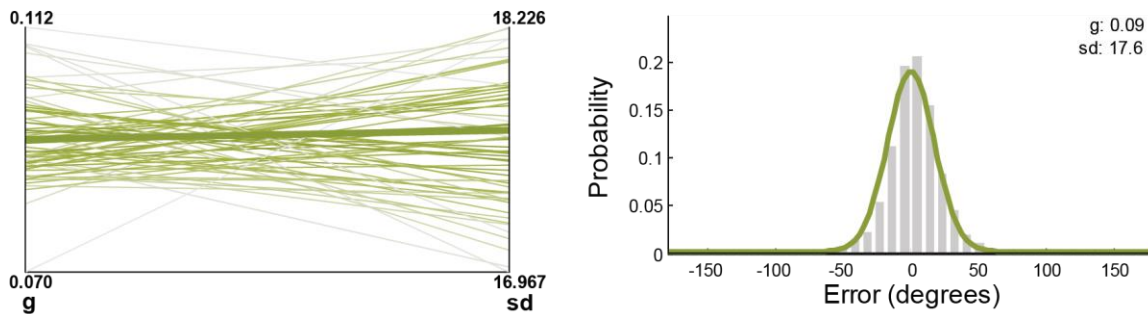 0.112 18.226
0.070 16.967
g sd
g: 0.09
sd: 17.6
Probability
0.2
0.15
0.1
0.05
0
-150 -100 -50 0 50 100 150
Error (degrees)